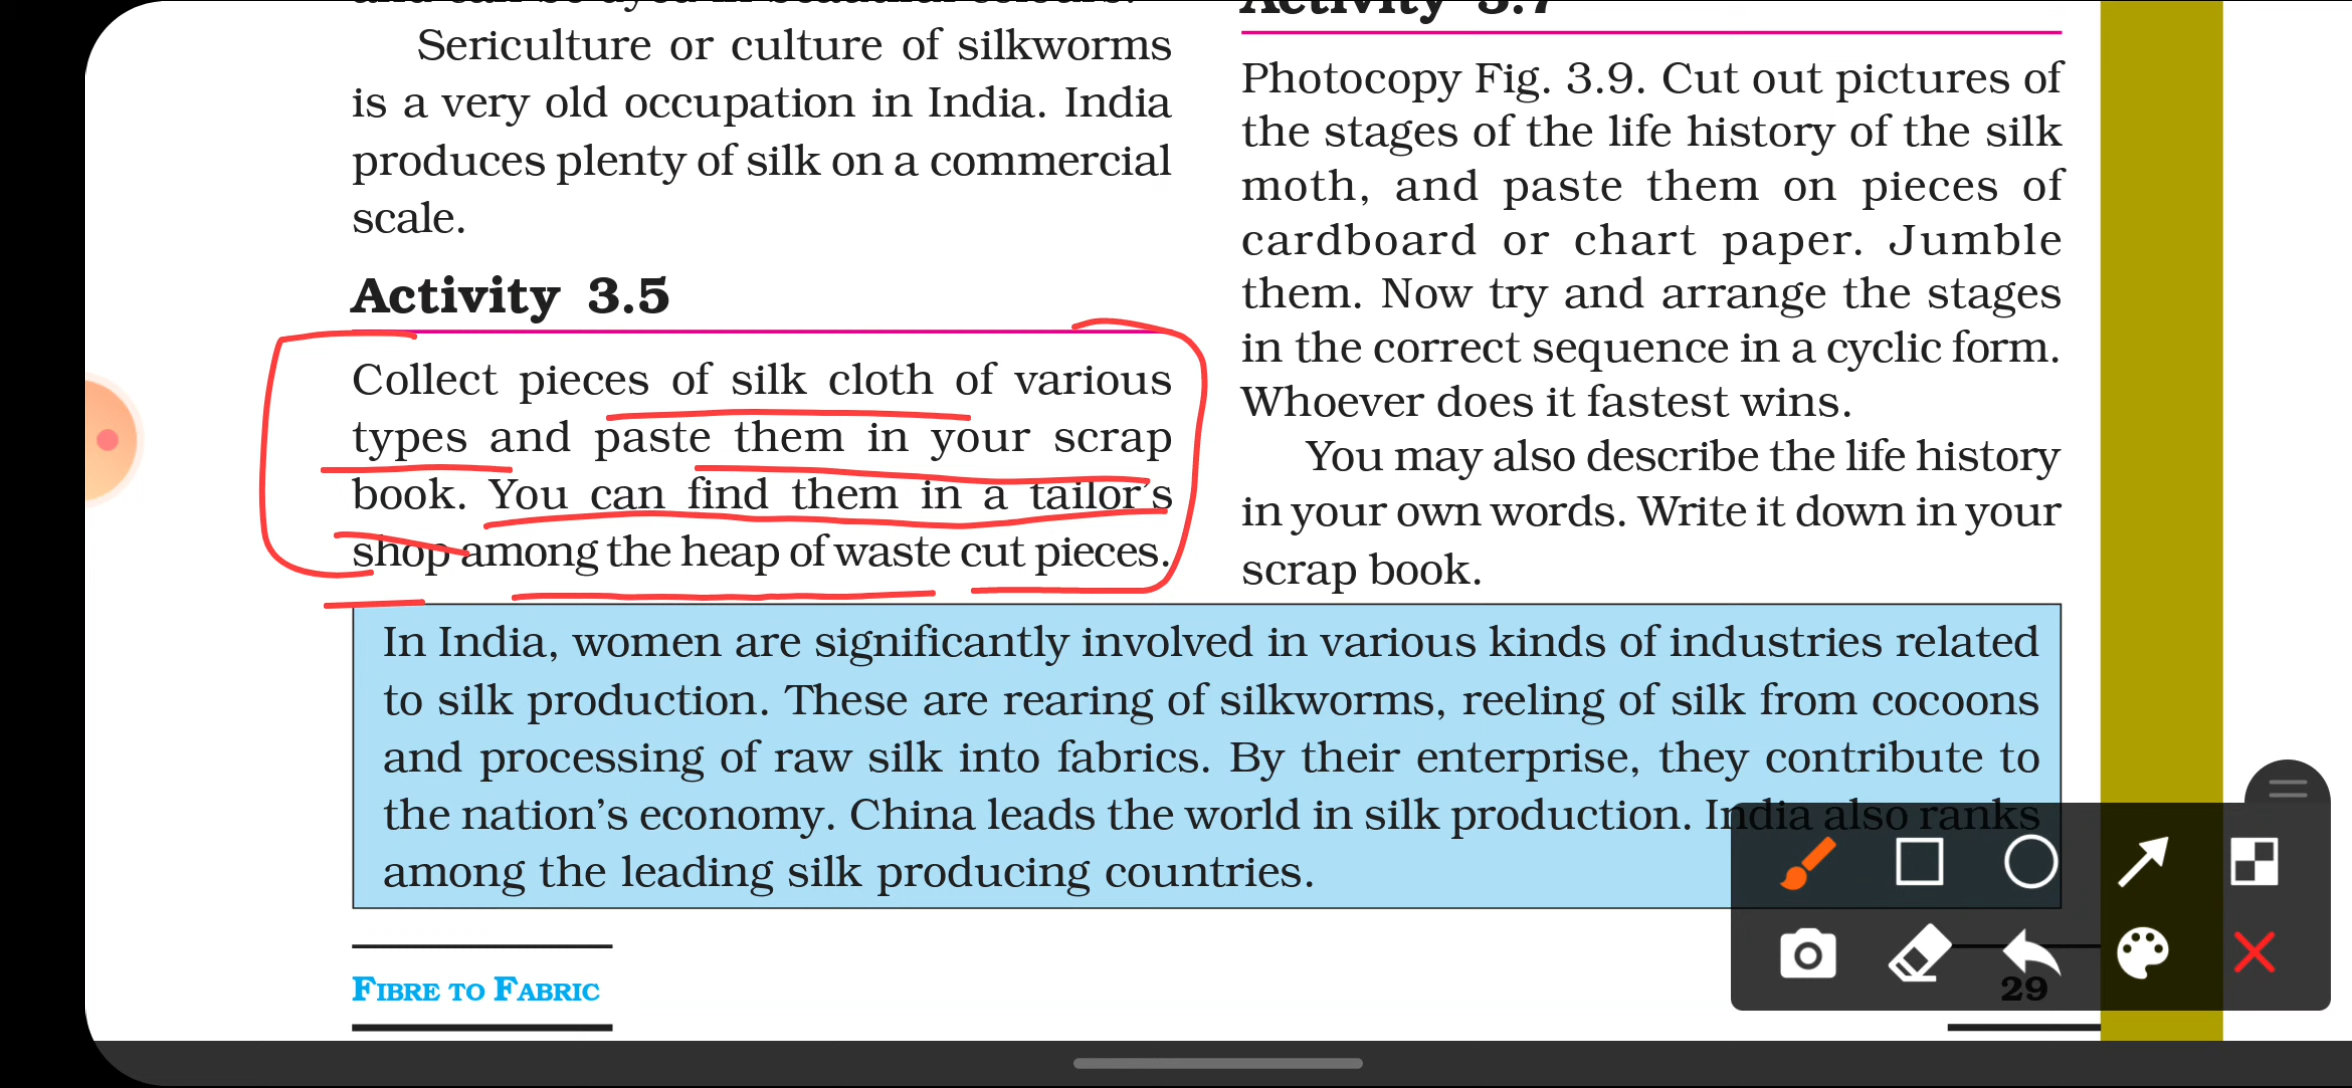 Sericulture or culture of silkworms
is a very old occupation in India. India
produces plenty of silk on a commercial
scale.
Activity 3.5
Collect pieces of silk cloth of various
types and paste them in your scrap
book. You can find them in a tailor's
shop among the heap of waste cut pieces.
Activity 3.7
Photocopy Fig. 3.9. Cut out pictures of
the stages of the life history of the silk
moth, and paste them on pieces of
cardboard or chart paper. Jumble
them. Now try and arrange the stages
in the correct sequence in a cyclic form.
Whoever does it fastest wins.
You may also describe the life history
in your own words. Write it down in your
scrap book.
In India, women are significantly involved in various kinds of industries related
to silk production. These are rearing of silkworms, reeling of silk from cocoons
and processing of raw silk into fabrics. By their enterprise, they contribute to
the nation's economy. China leads the world in silk production. India also ranks
among the leading silk producing countries.
FIBRE TO FABRIC
29